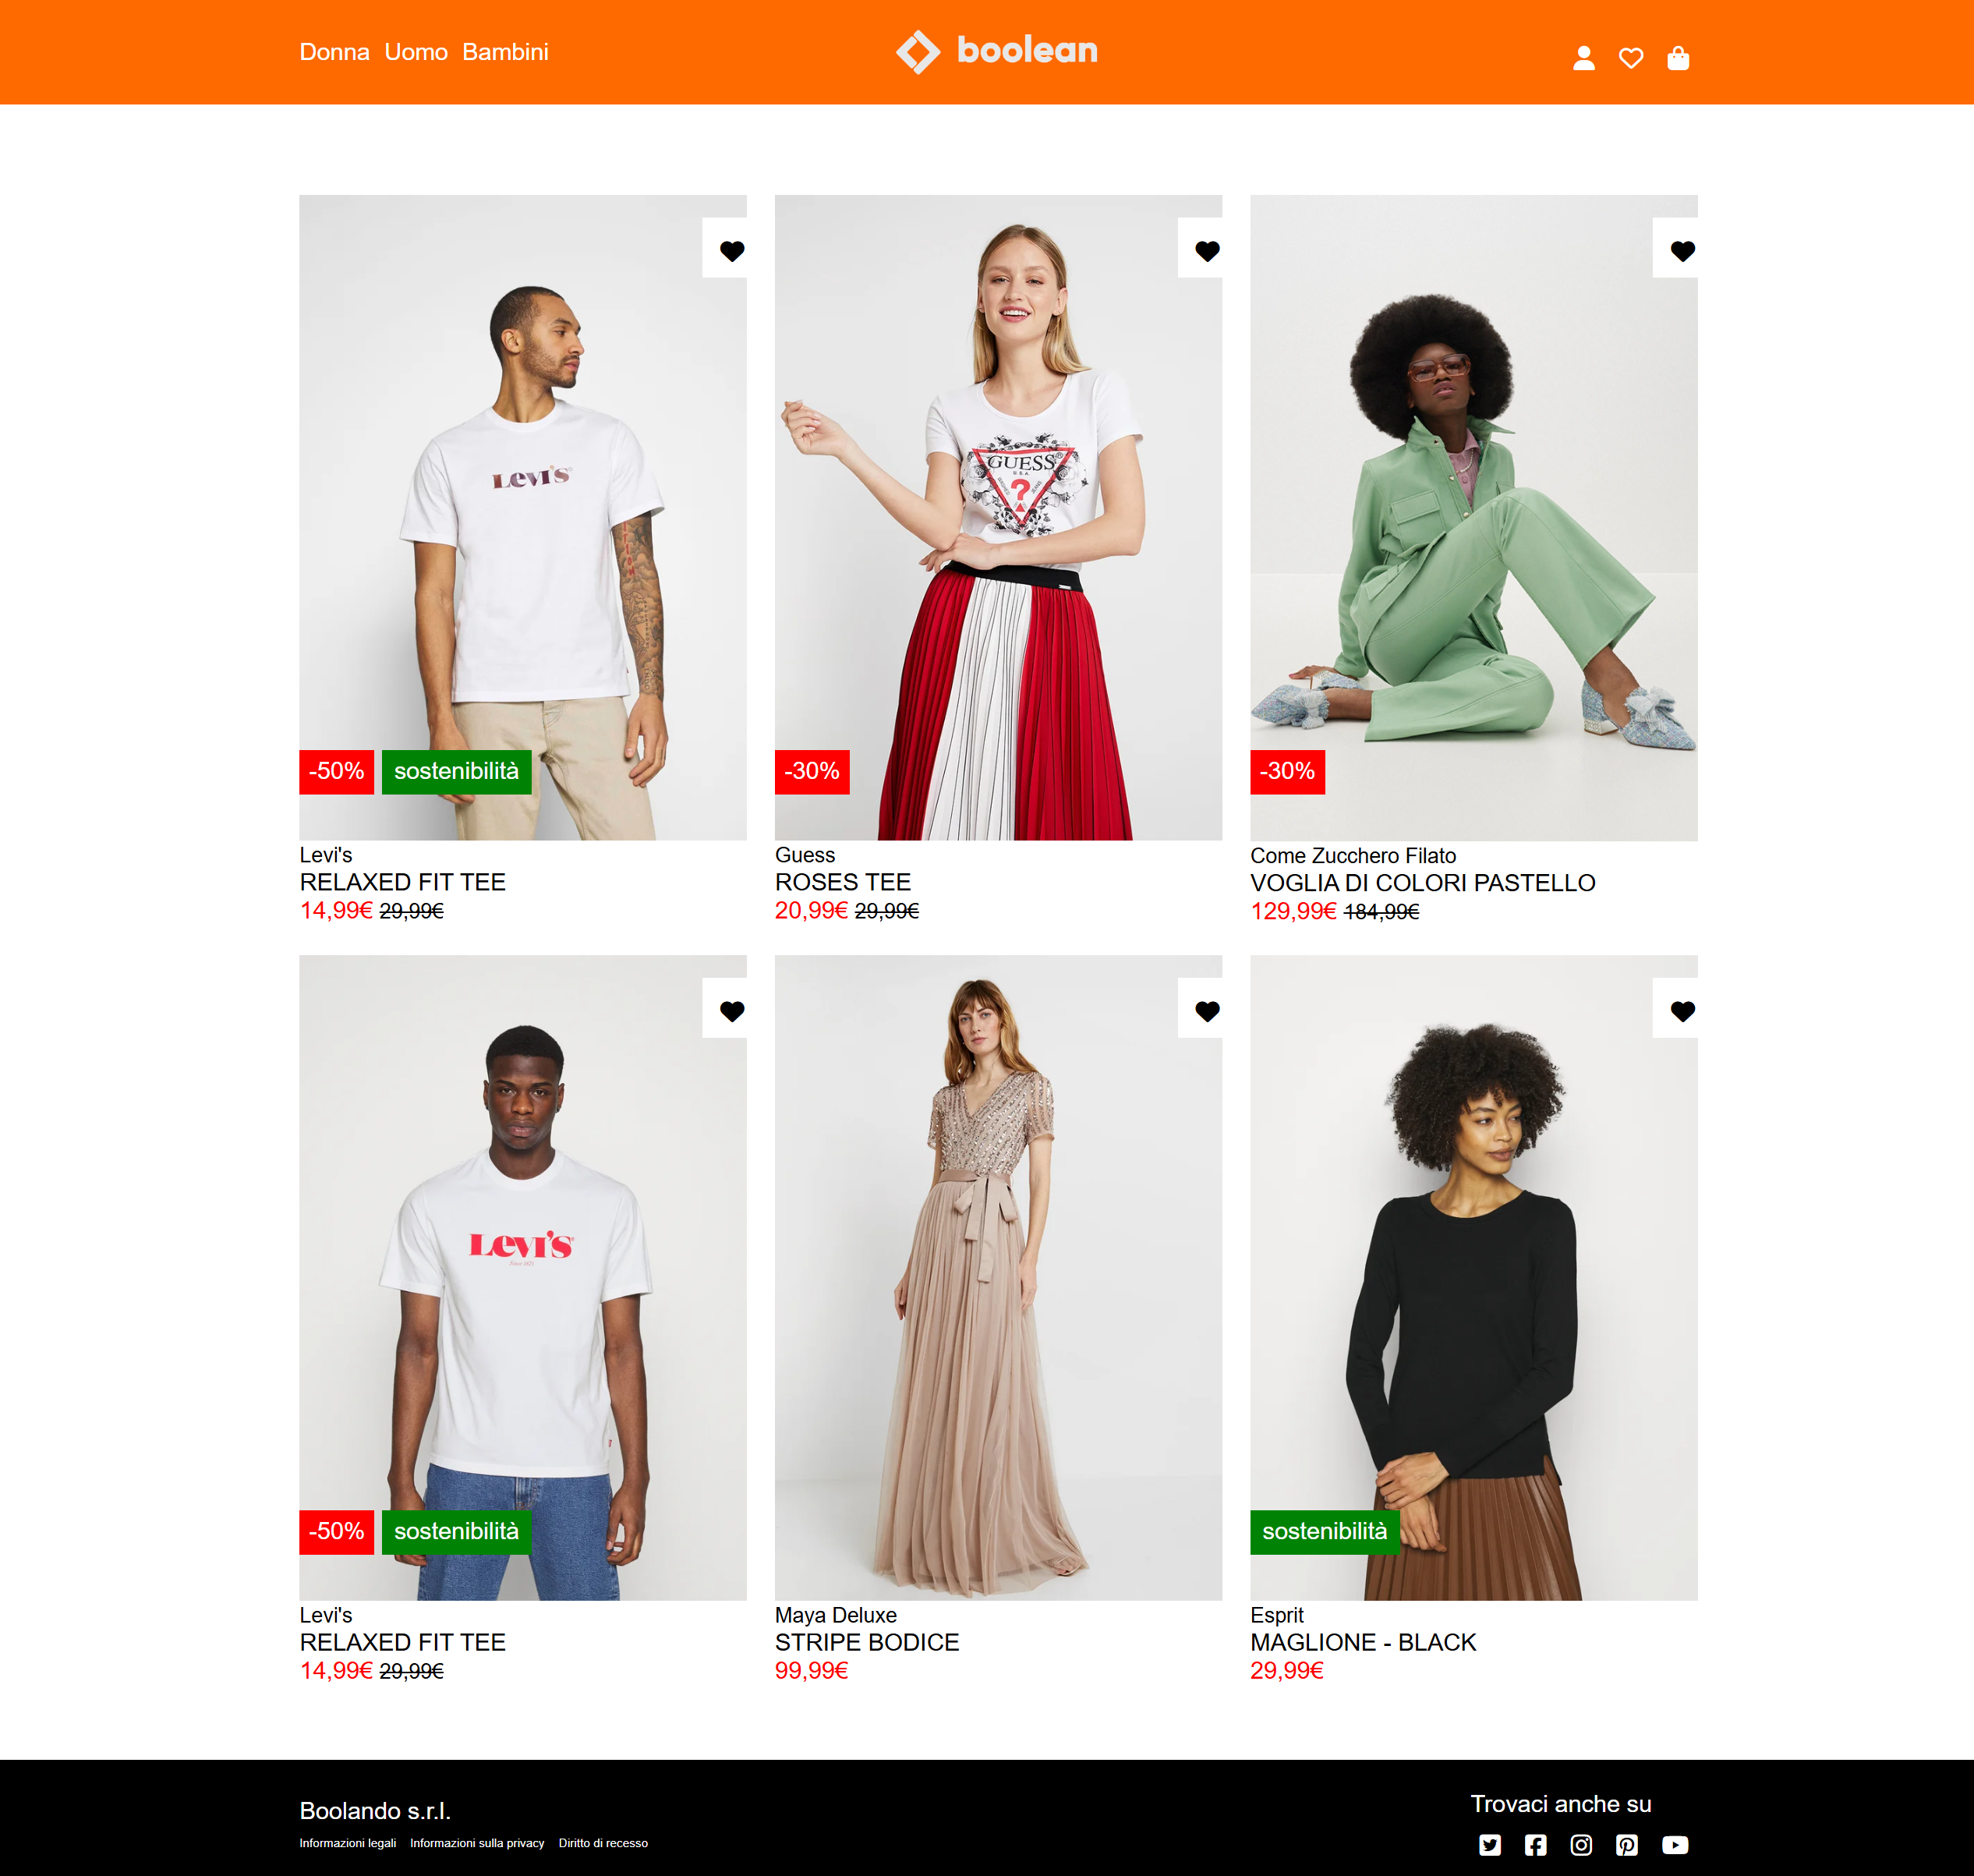 Donna Uomo Bambini
boolean
LEVI'S
GUESS
U.S.A.
?
-50% sostenibilità
-30%
-30%
Levi's
RELAXED FIT TEE
14,99€ 29,99€
Guess
ROSES TEE
20,99€ 29,99€
Come Zucchero Filato
VOGLIA DI COLORI PASTELLO
129,99€ 184,99€
LEVI'S
-50% sostenibilità
sostenibilità
Levi's
RELAXED FIT TEE
14,99€ 29,99€
Maya Deluxe
STRIPE BODICE
99,99€
Esprit
MAGLIONE - BLACK
29,99€
Boolando s.r.l.
Informazioni legali Informazioni sulla privacy Diritto di recesso
Trovaci anche su